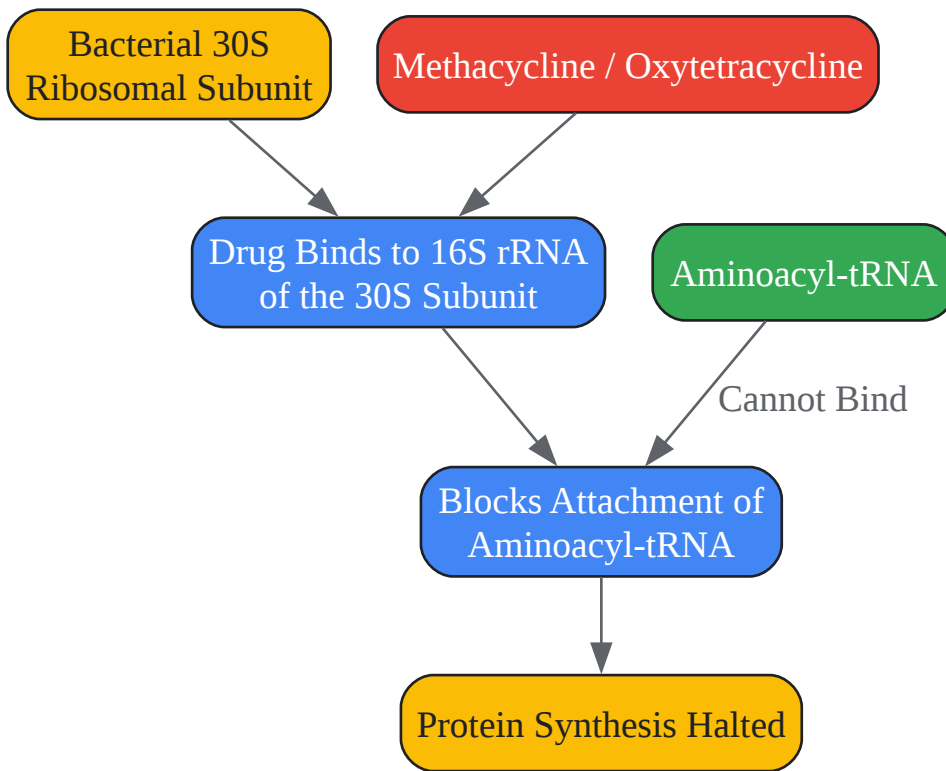 Bacterial 30S
Ribosomal Subunit
Methacycline / Oxytetracycline
Drug Binds to 16S rRNA
of the 30S Subunit
Aminoacyl-tRNA
Cannot Bind
Blocks Attachment of
Aminoacyl-tRNA
Protein Synthesis Halted